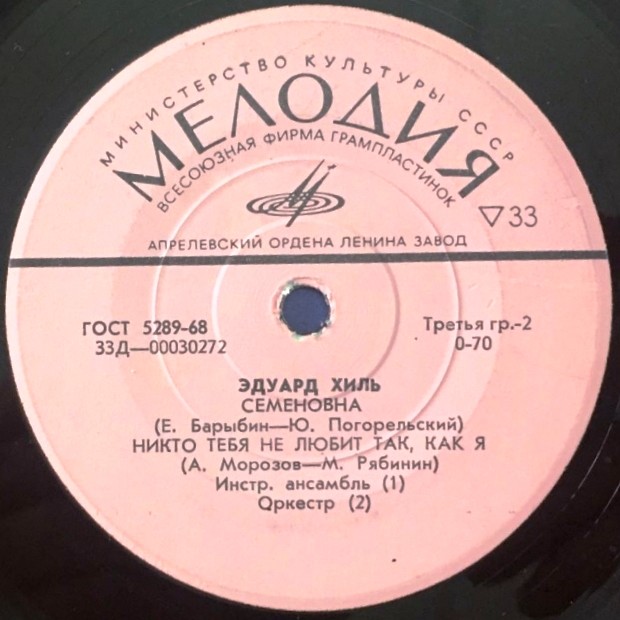 МИНИСТЕРСТВО КУЛЬТУРЫ СССР
МЕЛОДИЯ
ВСЕСОЮЗНАЯ ФИРМА ГРАМПЛАСТИНОК
▽33
АПРЕЛЕВСКИЙ ОРДЕНА ЛЕНИНА ЗАВОД
ГОСТ 5289-68
Третья гр.-2
33Д—00030272
0-70
ЭДУАРД ХИЛЬ
СЕМЕНОВНА
(Е. Барыбин—Ю. Погорельский)
НИКТО ТЕБЯ НЕ ЛЮБИТ ТАК, КАК Я
(А. Морозов—М. Рябинин)
Инстр. ансамбль (1)
Оркестр (2)